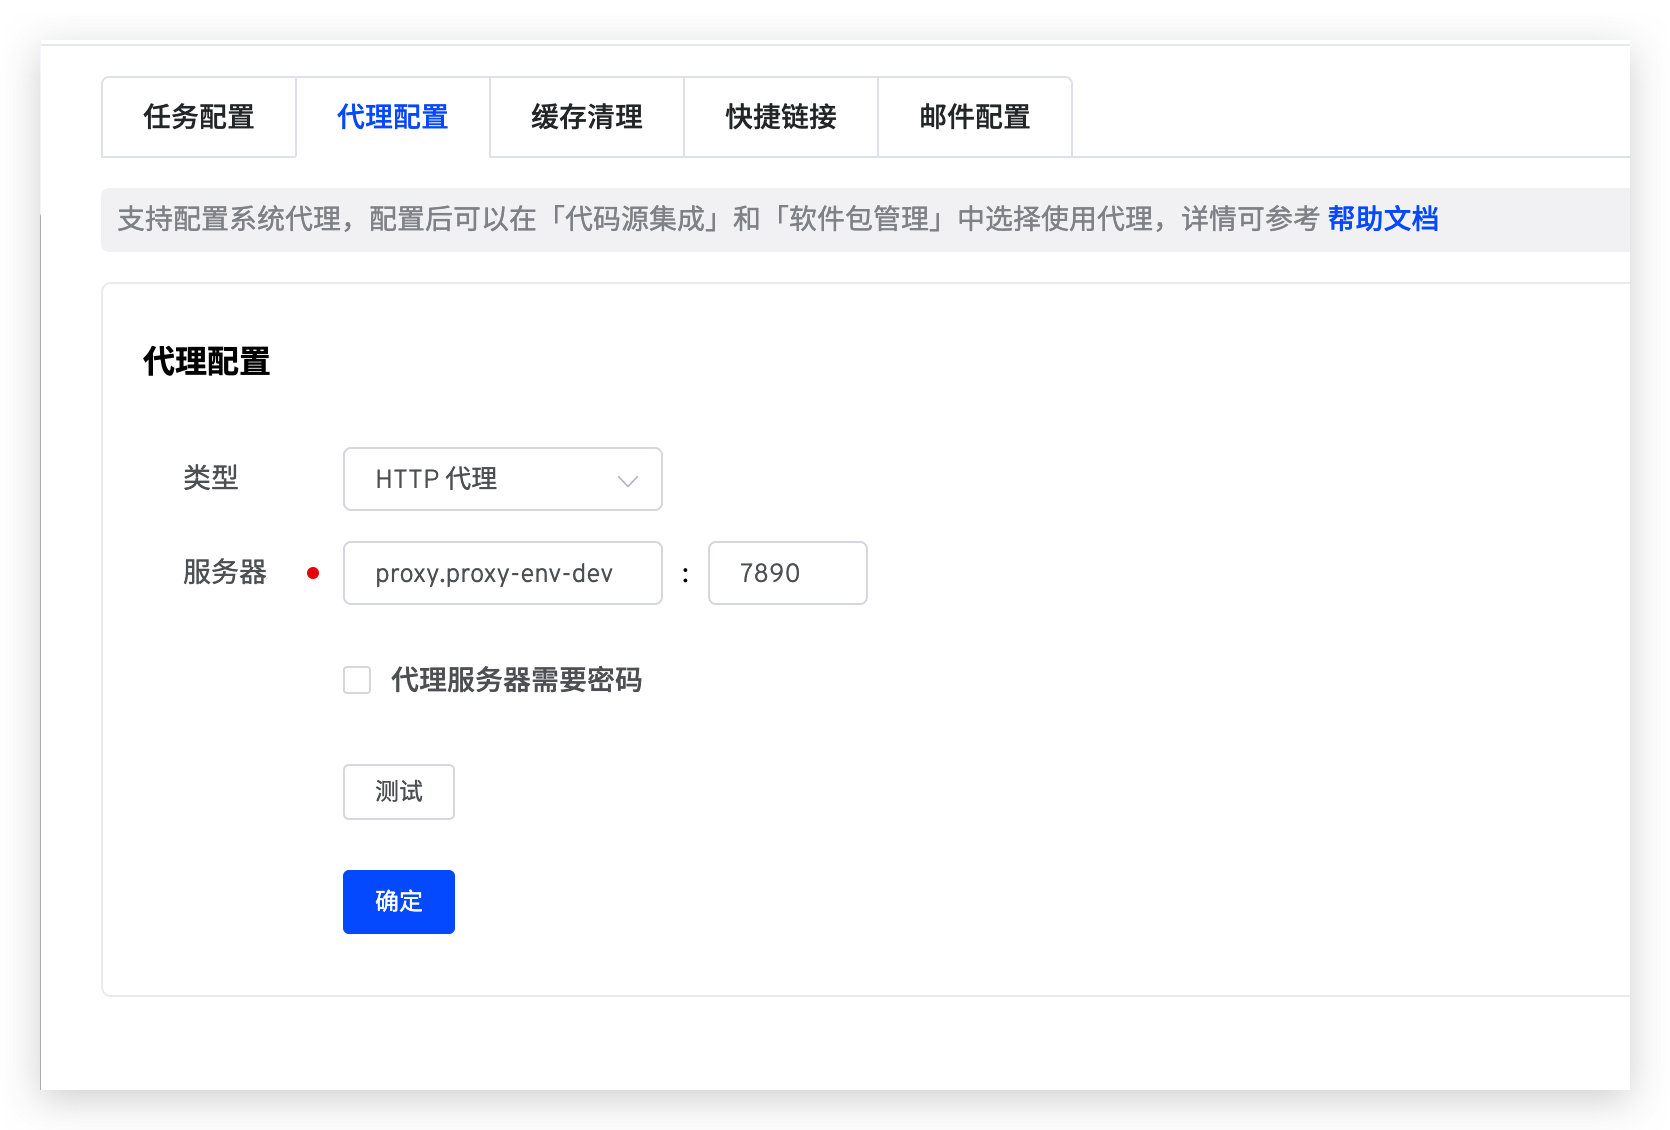 任务配置 代理配置 缓存清理 快捷链接 邮件配置
支持配置系统代理，配置后可以在「代码源集成」和「软件包管理」中选择使用代理，详情可参考 帮助文档
代理配置
类型 HTTP 代理
服务器 proxy.proxy-env-dev : 7890
代理服务器需要密码
测试
确定